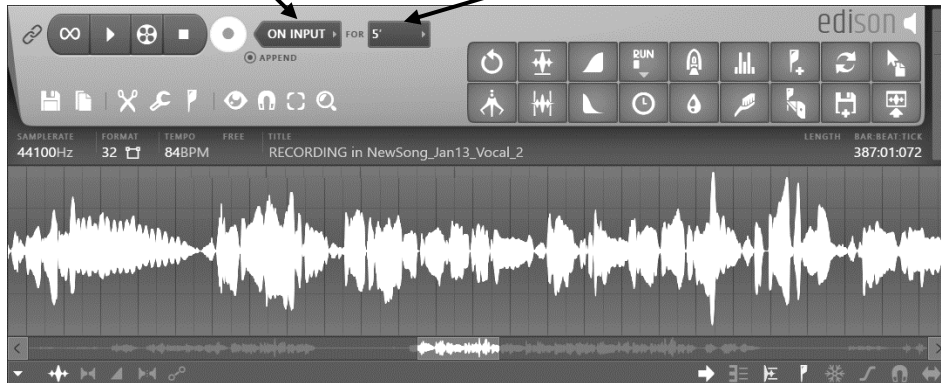 edison
ON INPUT FOR 5'
APPEND
RUN
SAMPLERATE FORMAT TEMPO FREE TITLE LENGTH BAR:BEAT:TICK
44100Hz 32 84BPM RECORDING in NewSong_Jan13_Vocal_2 387:01:072